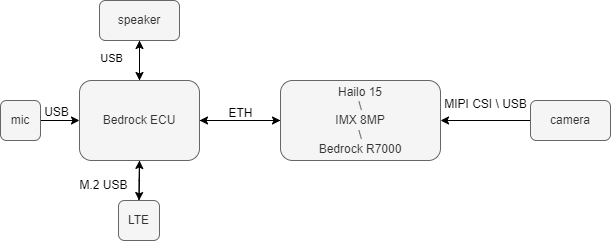 speaker
USB
mic
USB
Bedrock ECU
ETH
Hailo 15
\
IMX 8MP
\
Bedrock R7000
MIPI CSI \ USB
camera
M.2 USB
LTE